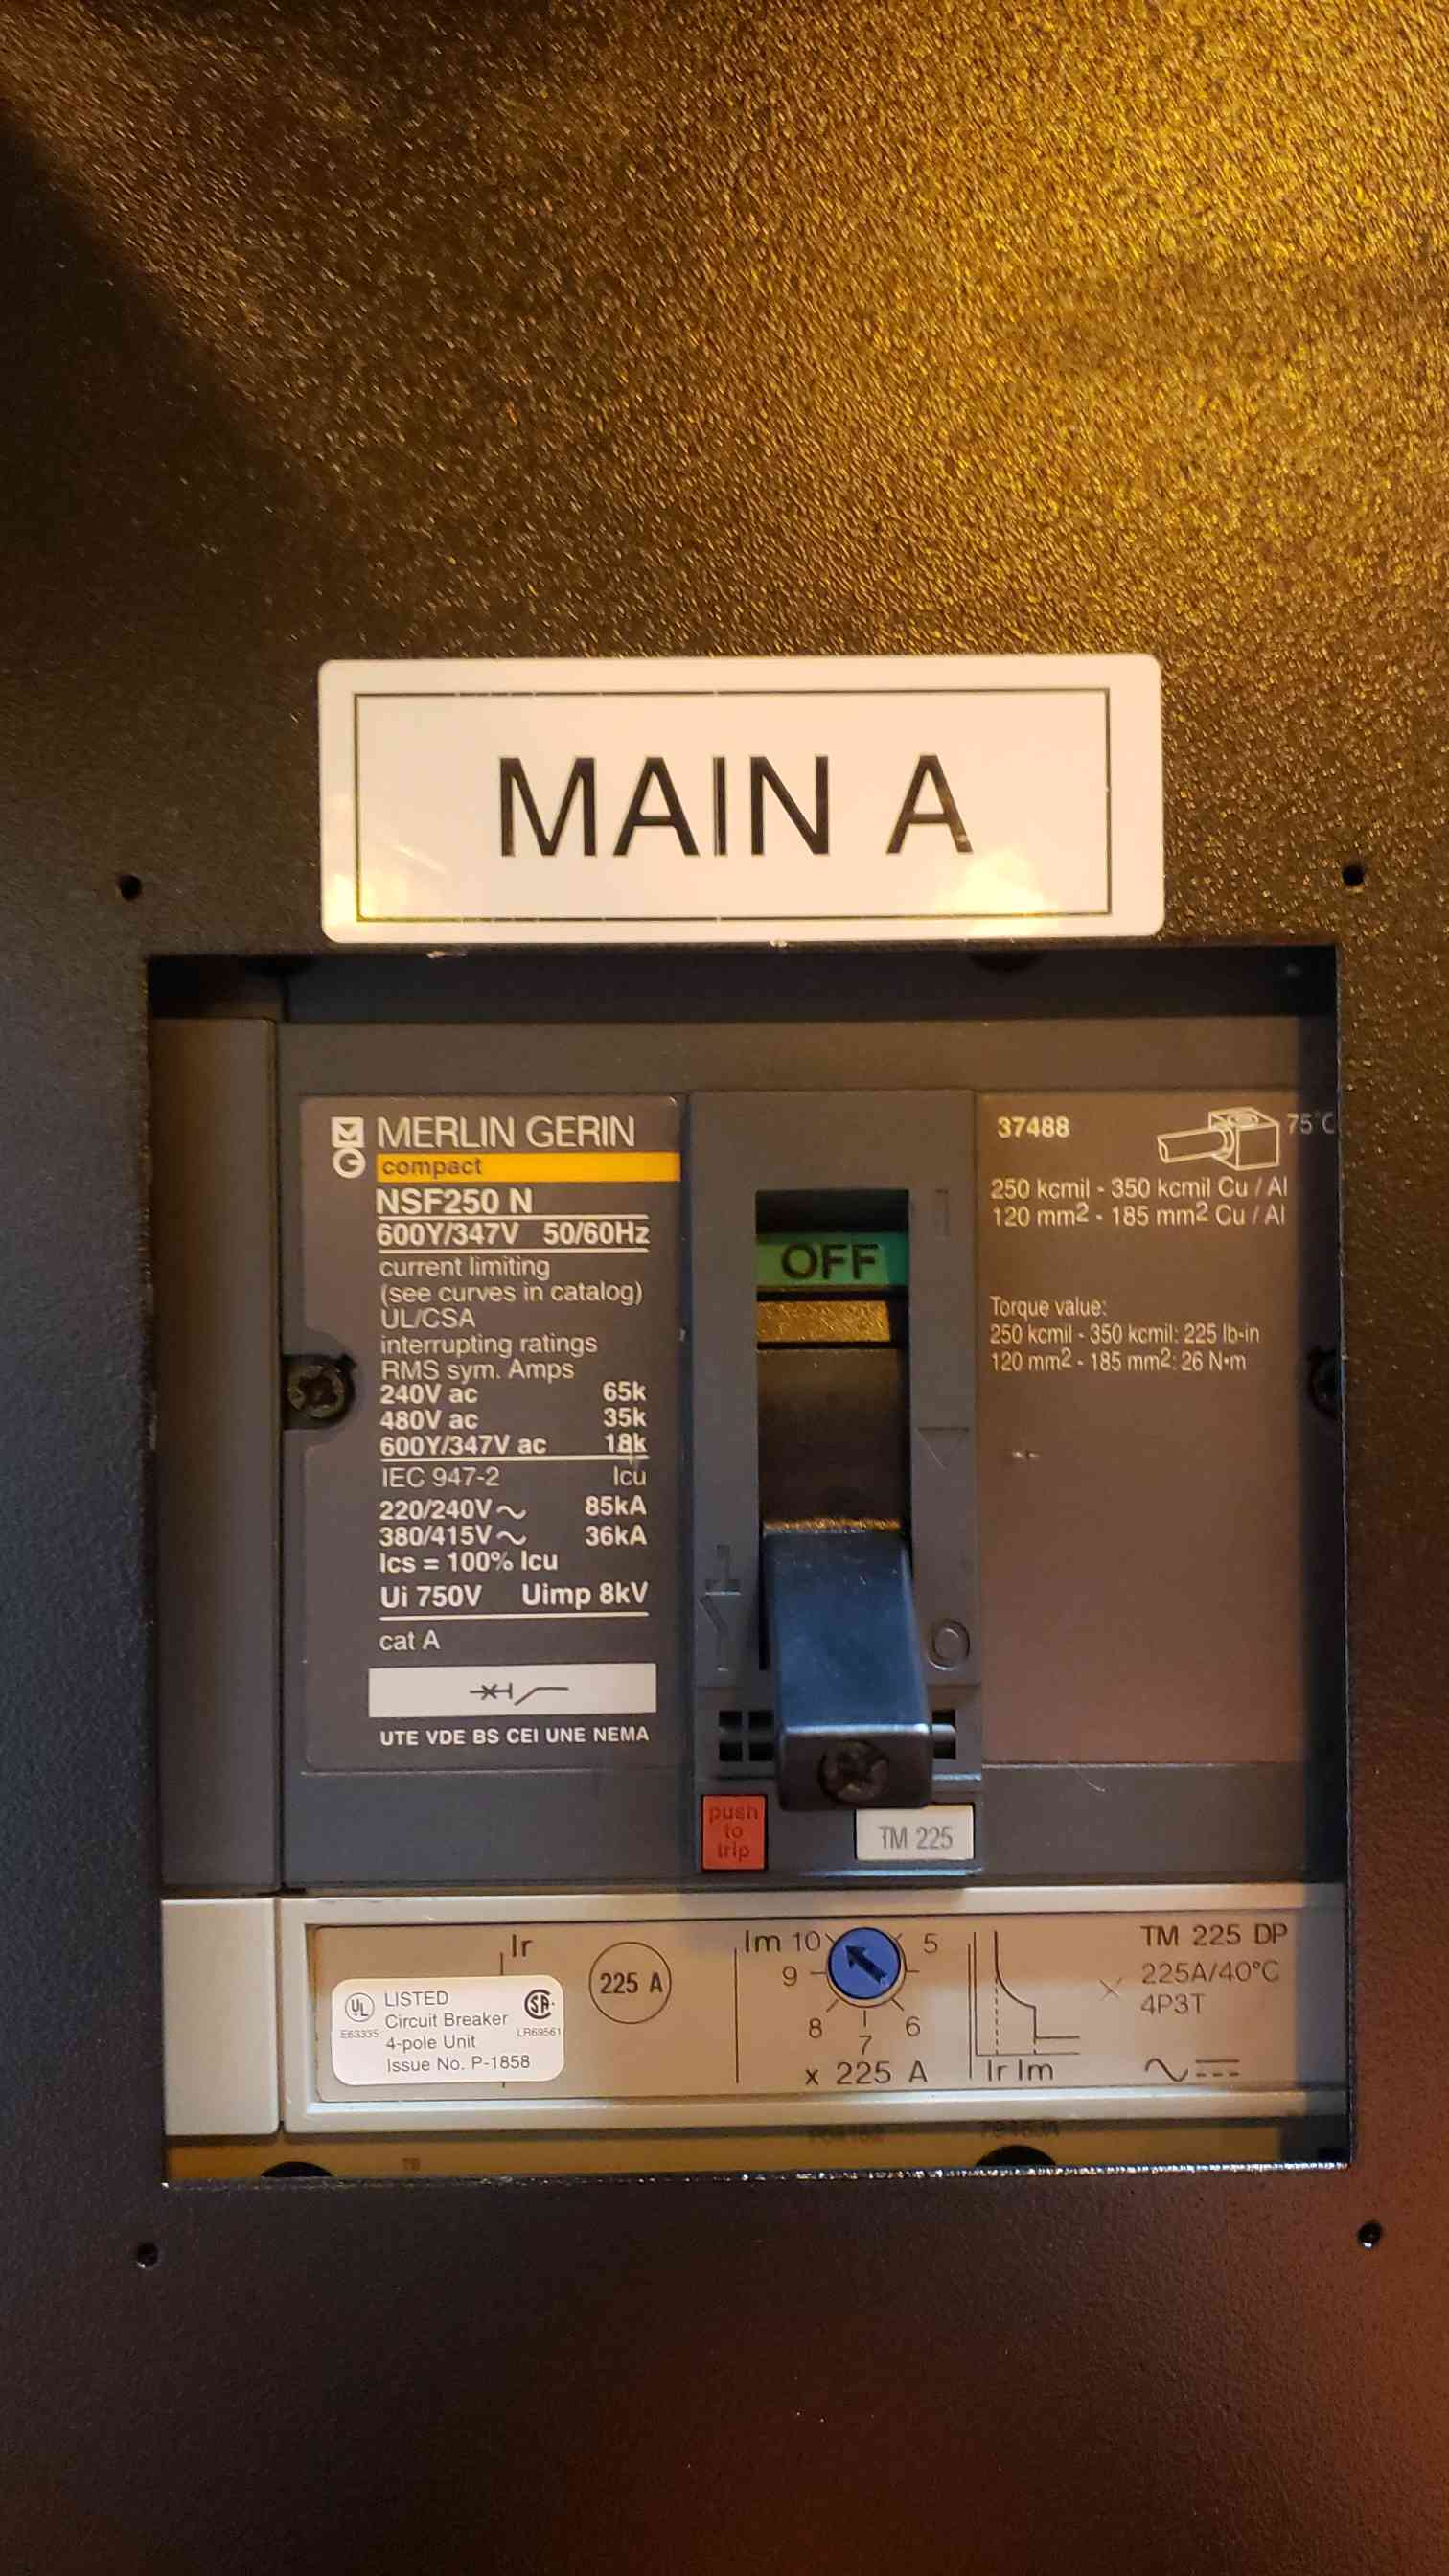 MAIN A
MERLIN GERIN
compact
NSF250 N
600Y/347V 50/60Hz
current limiting
(see curves in catalog)
UL/CSA
interrupting ratings
RMS sym. Amps
240V ac 65k
480V ac 35k
600Y/347V ac 18k
IEC 947-2 Icu
220/240V~ 85kA
380/415V~ 36kA
Ics = 100% Icu
Ui 750V Uimp 8kV
cat A
UTE VDE BS CEI UNE NEMA
OFF
I
O
push
to
trip
TM 225
37488 75°C
250 kcmil - 350 kcmil Cu / Al
120 mm2 - 185 mm2 Cu / Al
Torque value:
250 kcmil - 350 kcmil: 225 lb-in
120 mm2 - 185 mm2: 26 N•m
Ir
225 A
UL LISTED SA
Circuit Breaker
E63335 LR69561
4-pole Unit
Issue No. P-1858
Im 10 5
9
8 7 6
x 225 A
Ir Im
TM 225 DP
225A/40°C
4P3T